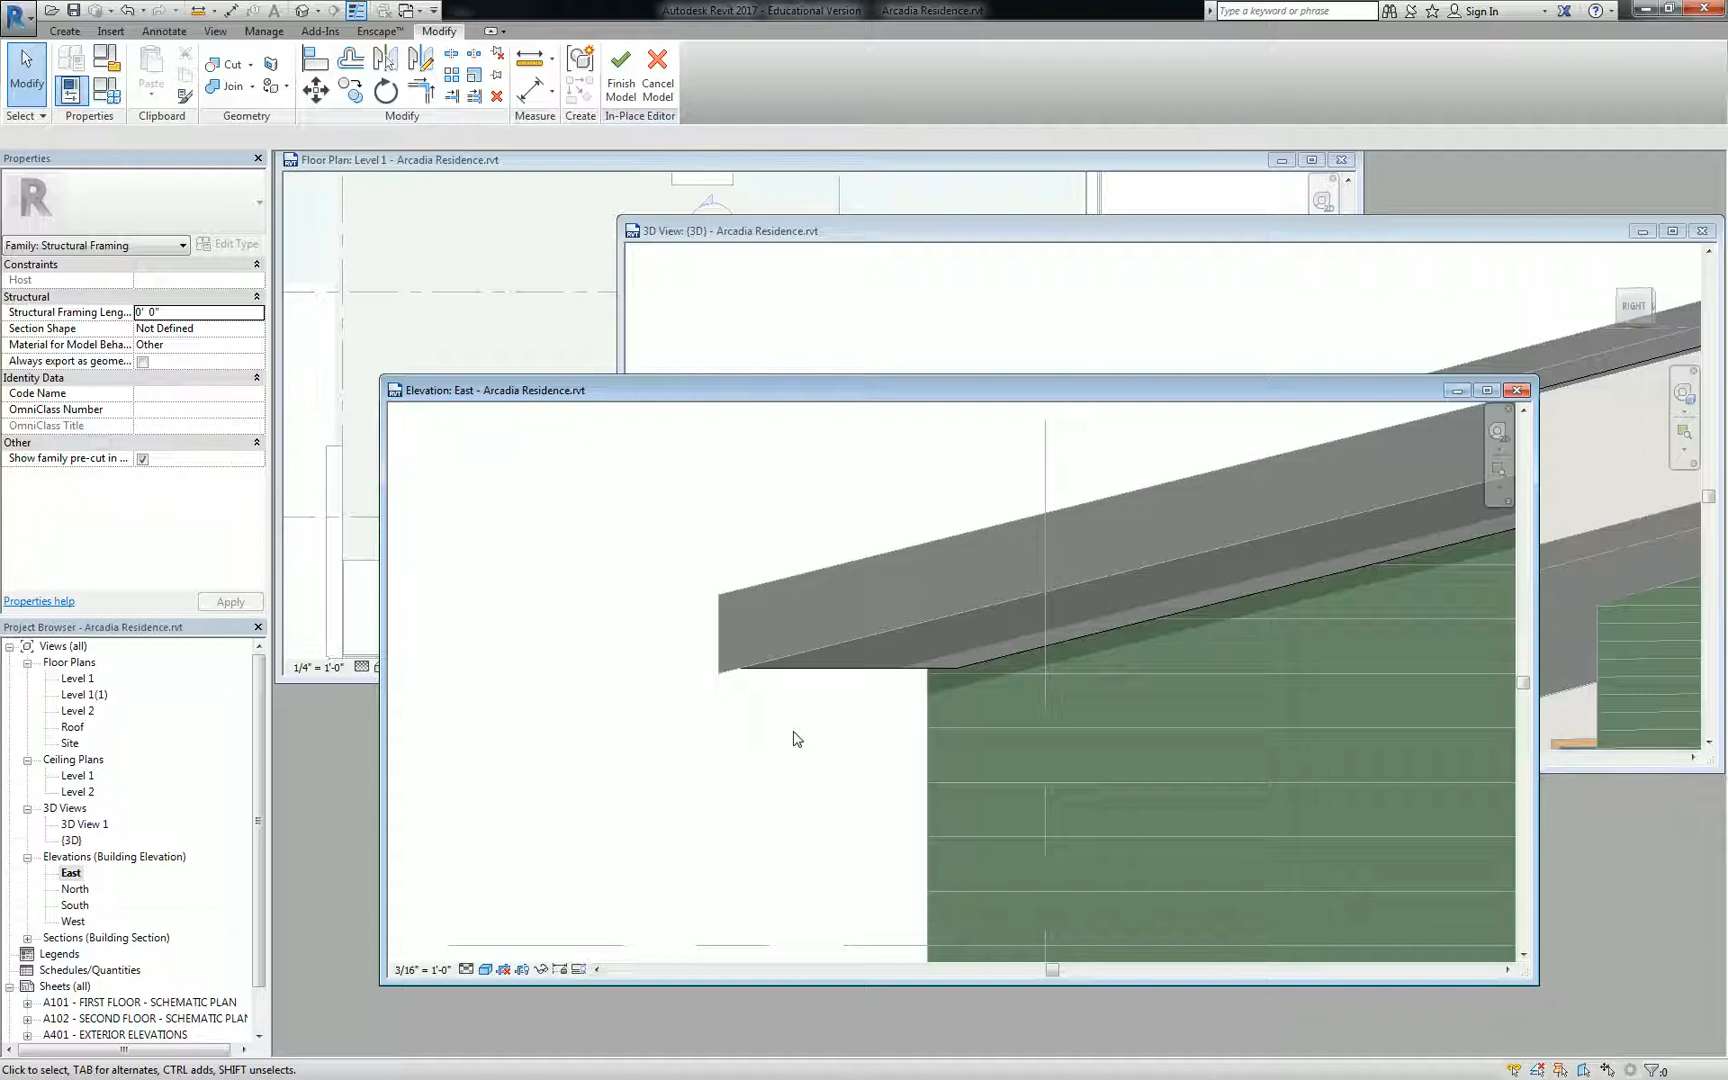 Autodesk Revit 2017 - Educational Version    Arcadia Residence.rvt
Type a keyword or phrase
Sign In
Create Insert Annotate View Manage Add-Ins Enscape™ Modify
Modify
Paste
Cut
Join
Finish Model
Cancel Model
Select Properties Clipboard Geometry Modify Measure Create In-Place Editor
Properties
Family: Structural Framing
Edit Type
Constraints
Host
Structural
Structural Framing Leng... 0' 0"
Section Shape Not Defined
Material for Model Beha... Other
Always export as geome...
Identity Data
Code Name
OmniClass Number
OmniClass Title
Other
Show family pre-cut in ...
Properties help
Apply
Project Browser - Arcadia Residence.rvt
Views (all)
Floor Plans
Level 1
Level 1(1)
Level 2
Roof
Site
Ceiling Plans
Level 1
Level 2
3D Views
3D View 1
{3D}
Elevations (Building Elevation)
East
North
South
West
Sections (Building Section)
Legends
Schedules/Quantities
Sheets (all)
A101 - FIRST FLOOR - SCHEMATIC PLAN
A102 - SECOND FLOOR - SCHEMATIC PLAN
A401 - EXTERIOR ELEVATIONS
Floor Plan: Level 1 - Arcadia Residence.rvt
1/4" = 1'-0"
3D View: {3D} - Arcadia Residence.rvt
RIGHT
Elevation: East - Arcadia Residence.rvt
3/16" = 1'-0"
Click to select, TAB for alternates, CTRL adds, SHIFT unselects.
:0